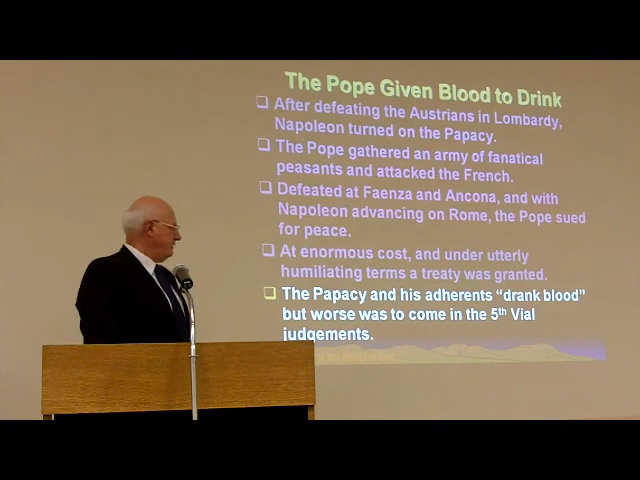 The Pope Given Blood to Drink
❑ After defeating the Austrians in Lombardy,
Napoleon turned on the Papacy.
❑ The Pope gathered an army of fanatical
peasants and attacked the French.
❑ Defeated at Faenza and Ancona, and with
Napoleon advancing on Rome, the Pope sued
for peace.
❑ At enormous cost, and under utterly
humiliating terms a treaty was granted.
❑ The Papacy and his adherents “drank blood”
but worse was to come in the 5th Vial
judgements.